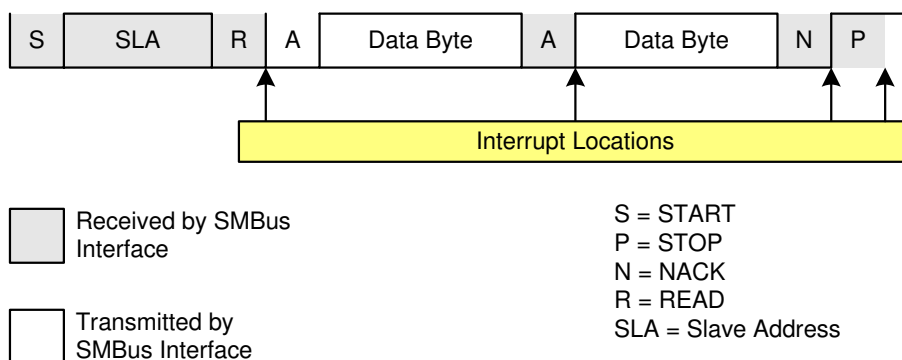 S SLA R A Data Byte A Data Byte N P
Interrupt Locations
Received by SMBus
Interface
Transmitted by
SMBus Interface
S = START
P = STOP
N = NACK
R = READ
SLA = Slave Address